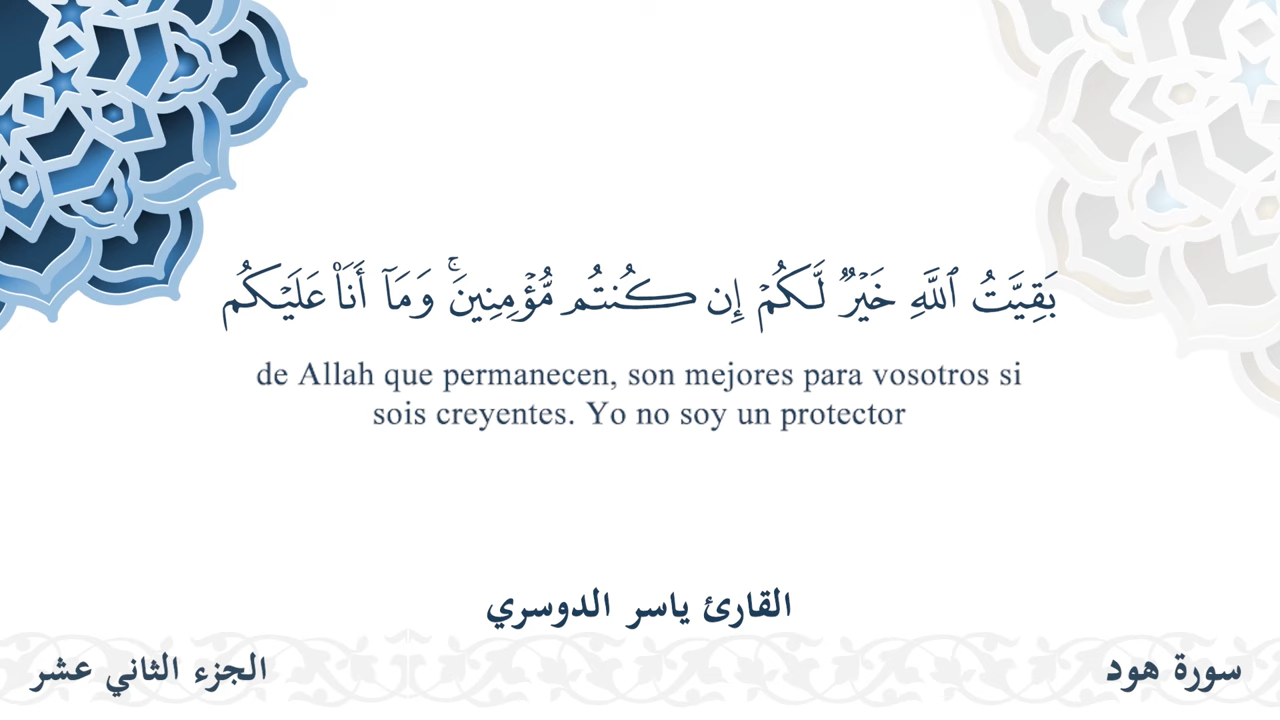 بَقِيَّتُ ٱللَّهِ خَيۡرٞ لَّكُمۡ إِن كُنتُم مُّؤۡمِنِينَۚ وَمَآ أَنَا۠ عَلَيۡكُم
de Allah que permanecen, son mejores para vosotros si
sois creyentes. Yo no soy un protector
القارئ ياسر الدوسري
سورة هود
الجزء الثاني عشر